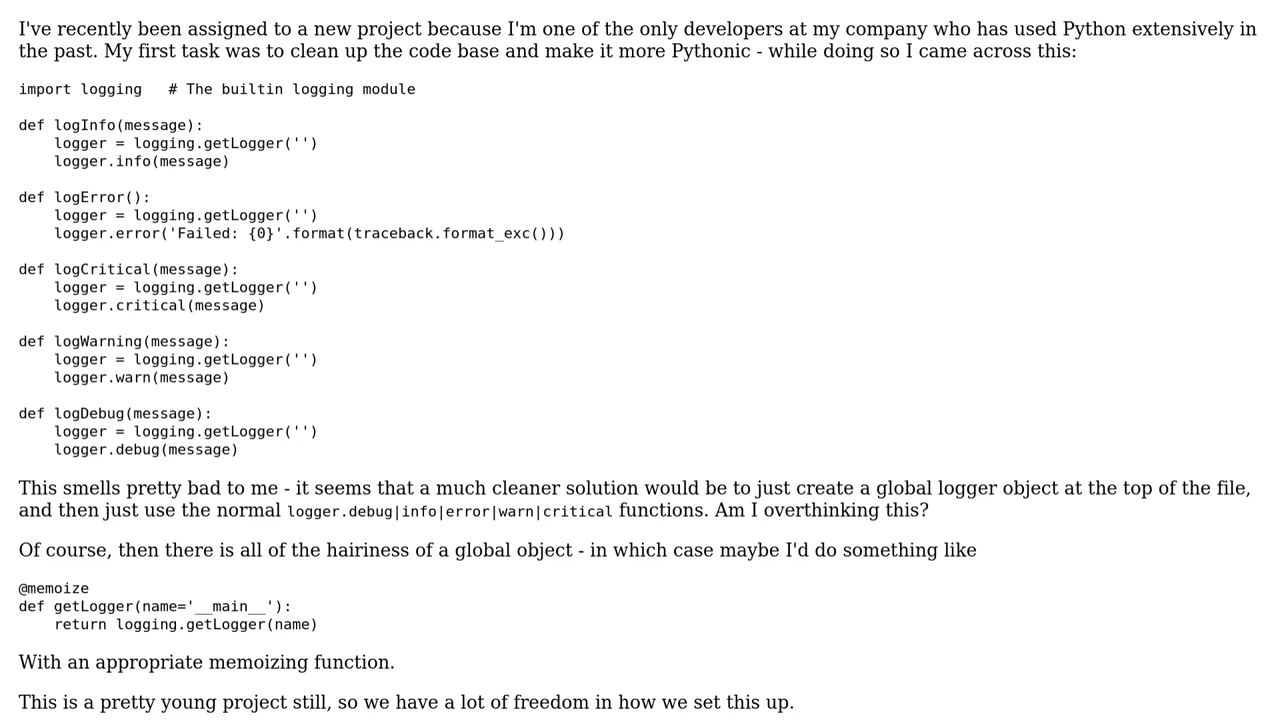 I've recently been assigned to a new project because I'm one of the only developers at my company who has used Python extensively in
the past. My first task was to clean up the code base and make it more Pythonic - while doing so I came across this:
import logging   # The builtin logging module
def logInfo(message):
    logger = logging.getLogger('')
    logger.info(message)
def logError():
    logger = logging.getLogger('')
    logger.error('Failed: {0}'.format(traceback.format_exc()))
def logCritical(message):
    logger = logging.getLogger('')
    logger.critical(message)
def logWarning(message):
    logger = logging.getLogger('')
    logger.warn(message)
def logDebug(message):
    logger = logging.getLogger('')
    logger.debug(message)
This smells pretty bad to me - it seems that a much cleaner solution would be to just create a global logger object at the top of the file,
and then just use the normal logger.debug|info|error|warn|critical functions. Am I overthinking this?
Of course, then there is all of the hairiness of a global object - in which case maybe I'd do something like
@memoize
def getLogger(name='__main__'):
    return logging.getLogger(name)
With an appropriate memoizing function.
This is a pretty young project still, so we have a lot of freedom in how we set this up.